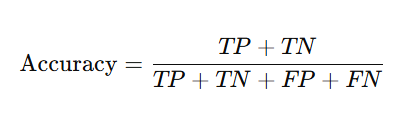 Accuracy = (TP + TN) / (TP + TN + FP + FN)